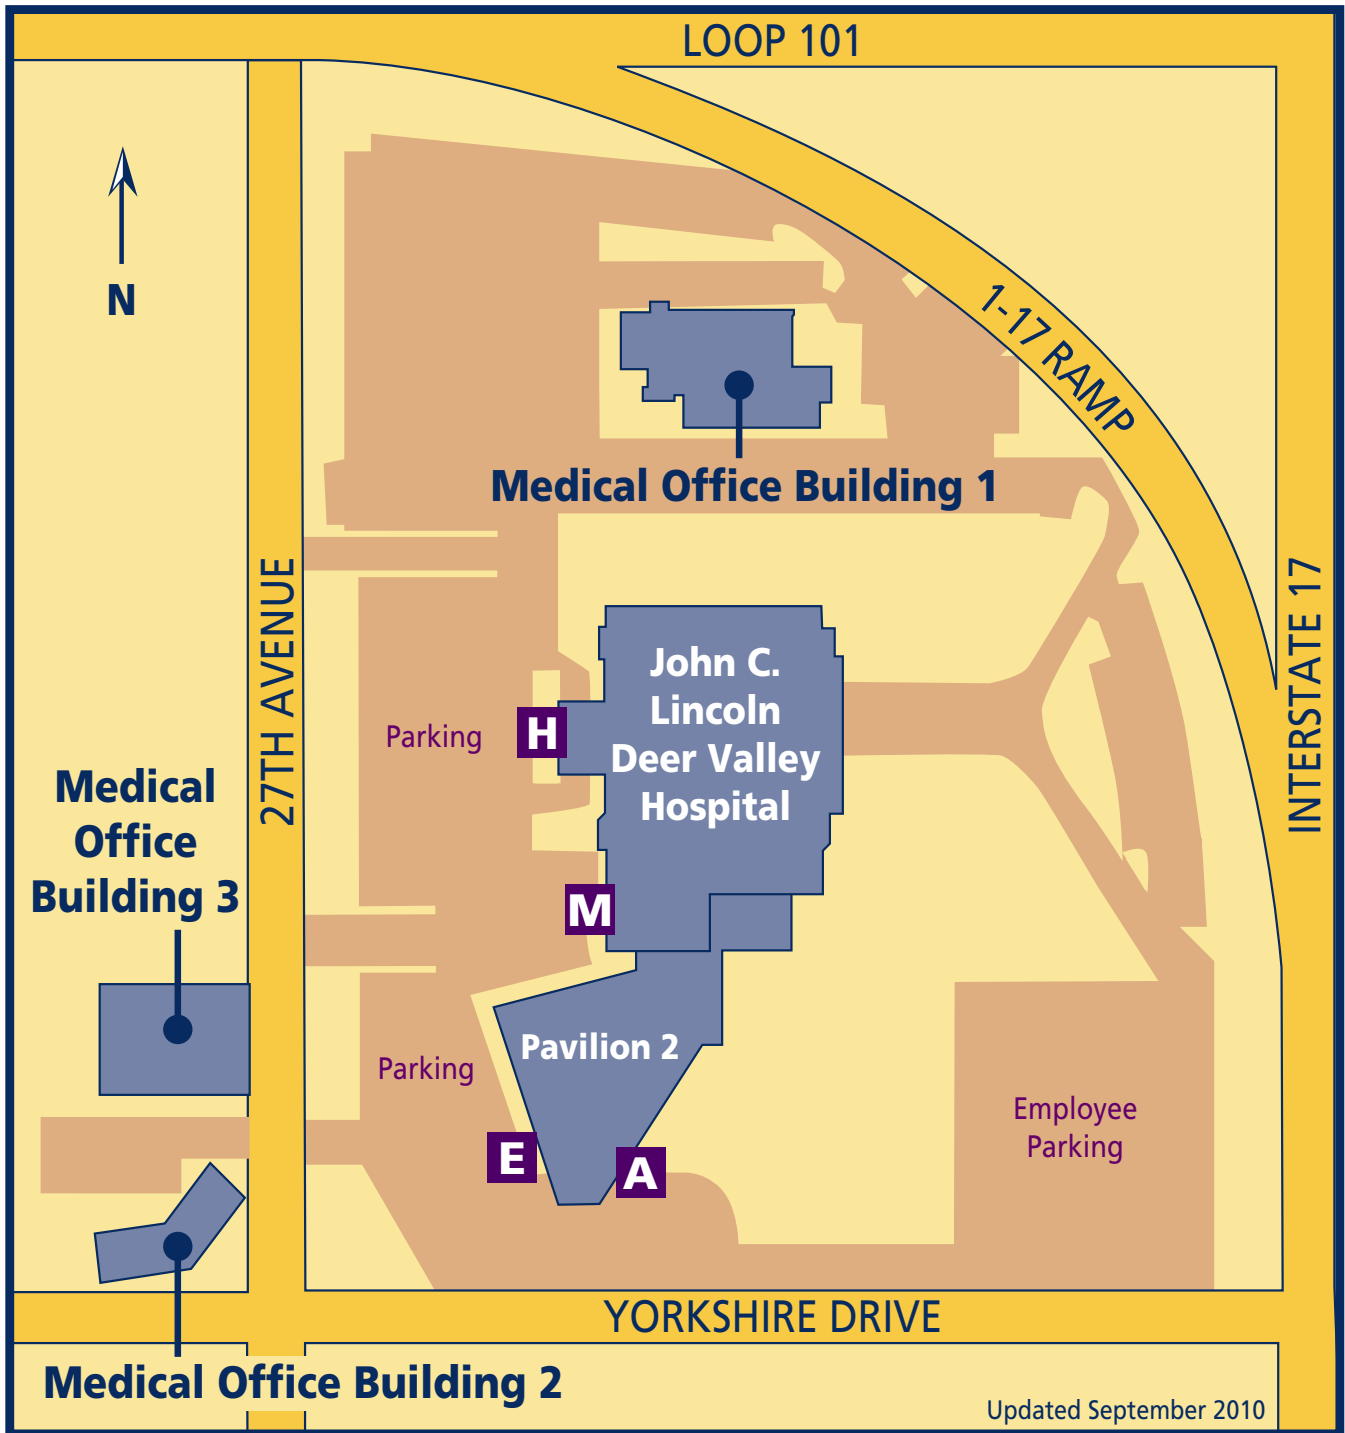 LOOP 101
N
1-17 RAMP
Medical Office Building 1
27TH AVENUE
INTERSTATE 17
John C.
Lincoln
Deer Valley
Hospital
Parking
H
Medical
Office
Building 3
M
Pavilion 2
Parking
Employee
Parking
E
A
YORKSHIRE DRIVE
Medical Office Building 2
Updated September 2010